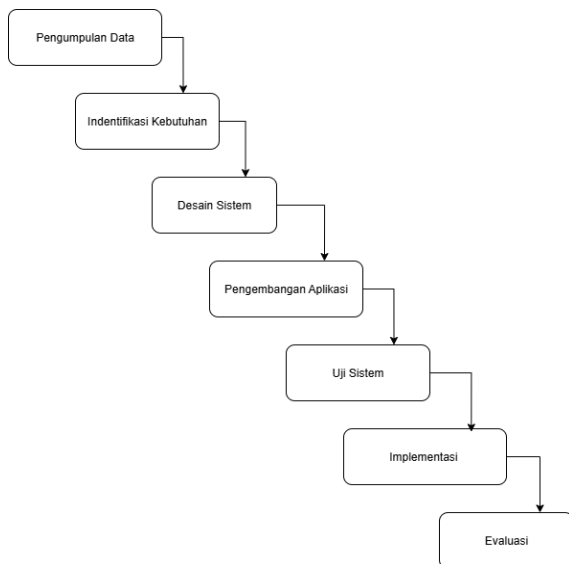 Pengumpulan Data
Indentifikasi Kebutuhan
Desain Sistem
Pengembangan Aplikasi
Uji Sistem
Implementasi
Evaluasi